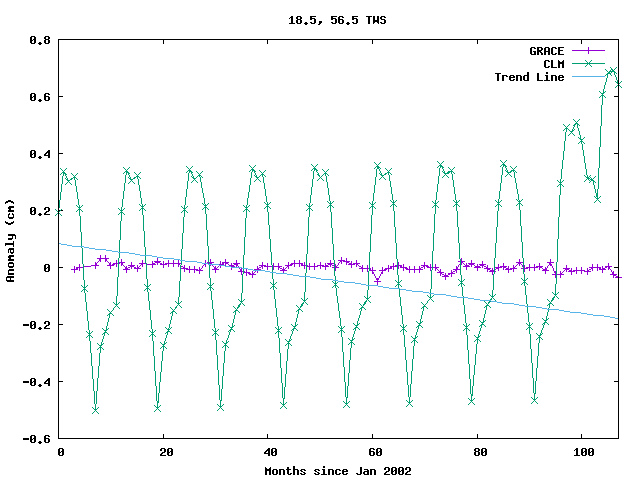 18.5, 56.5 TWS
GRACE
CLM
Trend Line
0.8
0.6
0.4
0.2
0
-0.2
-0.4
-0.6
Anomaly (cm)
0 20 40 60 80 100
Months since Jan 2002